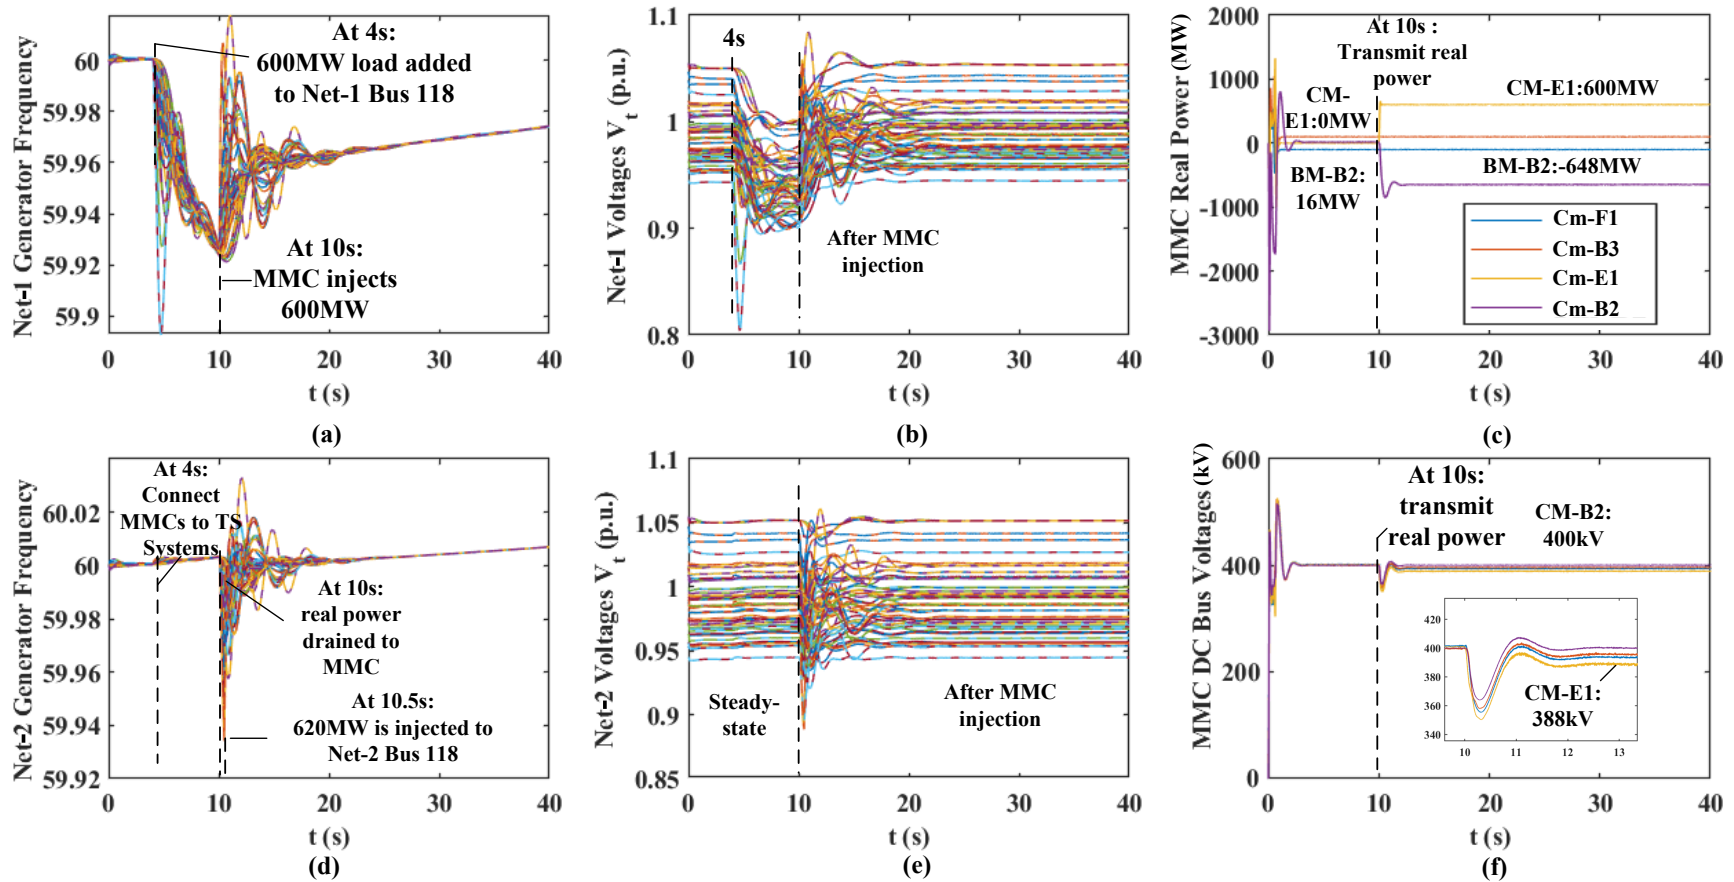 Net-1 Generator Frequency
60
59.98
59.96
59.94
59.92
59.9
At 4s:
600MW load added
to Net-1 Bus 118
At 10s:
MMC injects
600MW
0
10
20
30
40
t (s)
(a)
Net-1 Voltages Vt (p.u.)
1.1
1
0.9
0.8
4s
After MMC
injection
0
10
20
30
40
t (s)
(b)
MMC Real Power (MW)
2000
1000
0
-1000
-2000
-3000
At 10s :
Transmit real
power
CM-
E1:0MW
CM-E1:600MW
BM-B2:
16MW
BM-B2:-648MW
Cm-F1
Cm-B3
Cm-E1
Cm-B2
0
10
20
30
40
t (s)
(c)
Net-2 Generator Frequency
60.02
60
59.98
59.96
59.94
59.92
At 4s:
Connect
MMCs to TS
Systems
At 10s:
real power
drained to
MMC
At 10.5s:
620MW is injected to
Net-2 Bus 118
0
10
20
30
40
t (s)
(d)
Net-2 Voltages Vt (p.u.)
1.1
1.05
1
0.95
0.9
0.85
Steady-
state
After MMC
injection
0
10
20
30
40
t (s)
(e)
MMC DC Bus Voltages (kV)
600
400
200
0
At 10s:
transmit
real power
CM-B2:
400kV
420
400
380
360
340
CM-E1:
388kV
10
11
12
13
0
10
20
30
40
t (s)
(f)